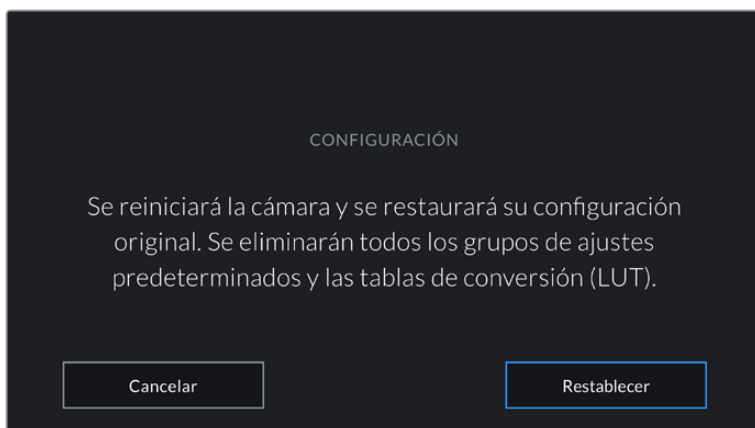 CONFIGURACIÓN
Se reiniciará la cámara y se restaurará su configuración
original. Se eliminarán todos los grupos de ajustes
predeterminados y las tablas de conversión (LUT).
Cancelar
Restablecer